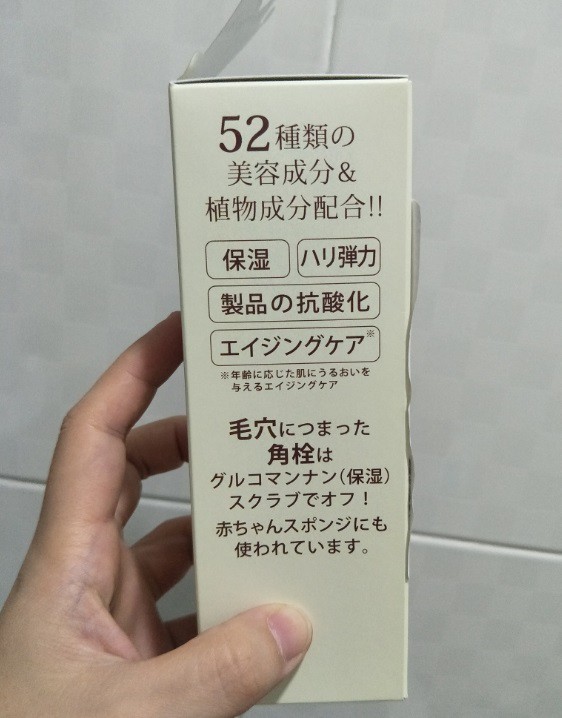 52種類の
美容成分&
植物成分配合!!
保湿 ハリ弾力
製品の抗酸化
エイジングケア※
※年齢に応じた肌にうるおいを
与えるエイジングケア
毛穴につまった
角栓は
グルコマンナン(保湿)
スクラブでオフ!
赤ちゃんスポンジにも
使われています。